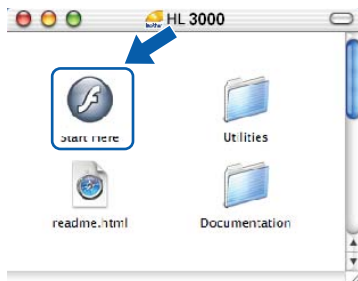 HL 3000
Start Here
Utilities
readme.html
Documentation